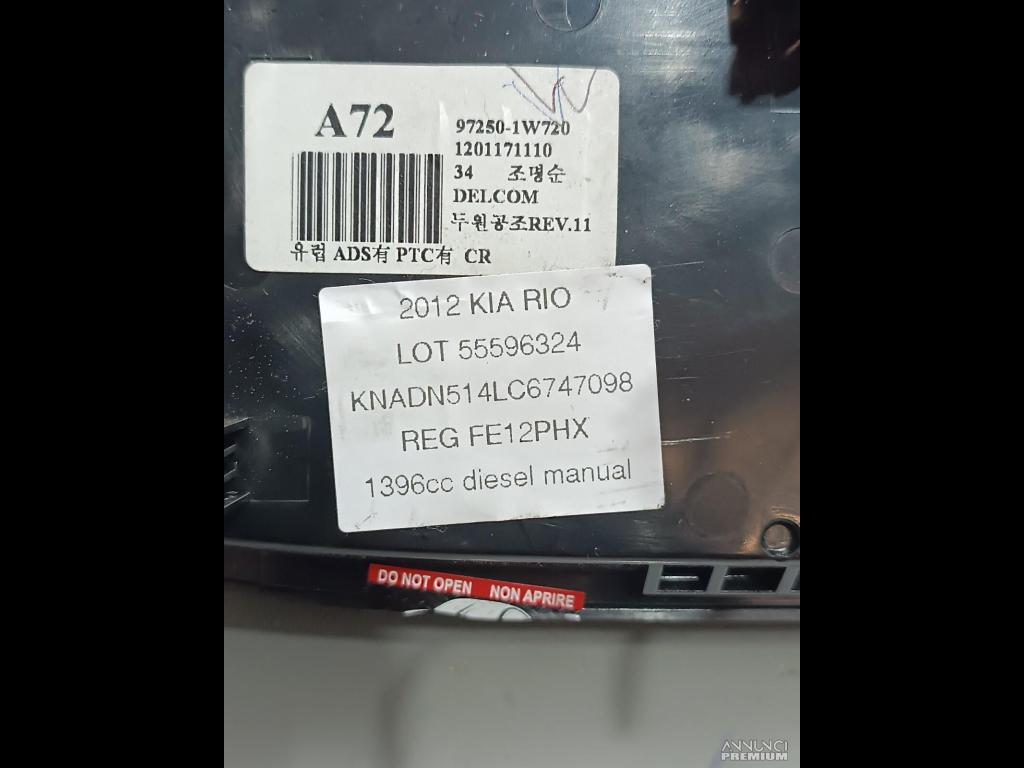 A72
97250-1W720
1201171110
34 조명순
DELCOM
두원공조REV.11
유럽 ADS有 PTC有 CR
2012 KIA RIO
LOT 55596324
KNADN514LC6747098
REG FE12PHX
1396cc diesel manual
DO NOT OPEN NON APRIRE
ANNUNCI
PREMIUM